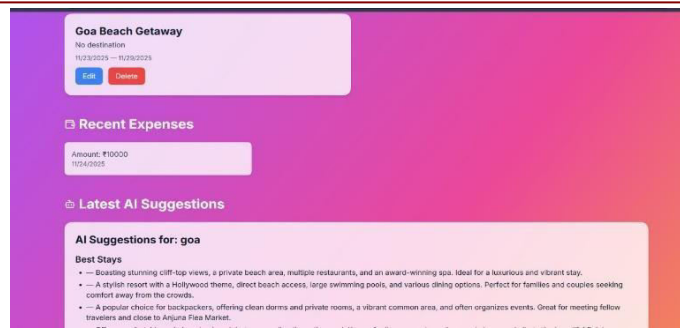 Goa Beach Getaway
No destination
11/23/2025 — 11/29/2025
Edit Delete
Recent Expenses
Amount: ₹10000
11/24/2025
Latest AI Suggestions
AI Suggestions for: goa
Best Stays
• — Boasting stunning cliff-top views, a private beach area, multiple restaurants, and an award-winning spa. Ideal for a luxurious and vibrant stay.
• — A stylish resort with a Hollywood theme, direct beach access, large swimming pools, and various dining options. Perfect for families and couples seeking
comfort away from the crowds.
• — A popular choice for backpackers, offering clean dorms and private rooms, a vibrant common area, and often organizes events. Great for meeting fellow
travelers and close to Anjuna Flea Market.